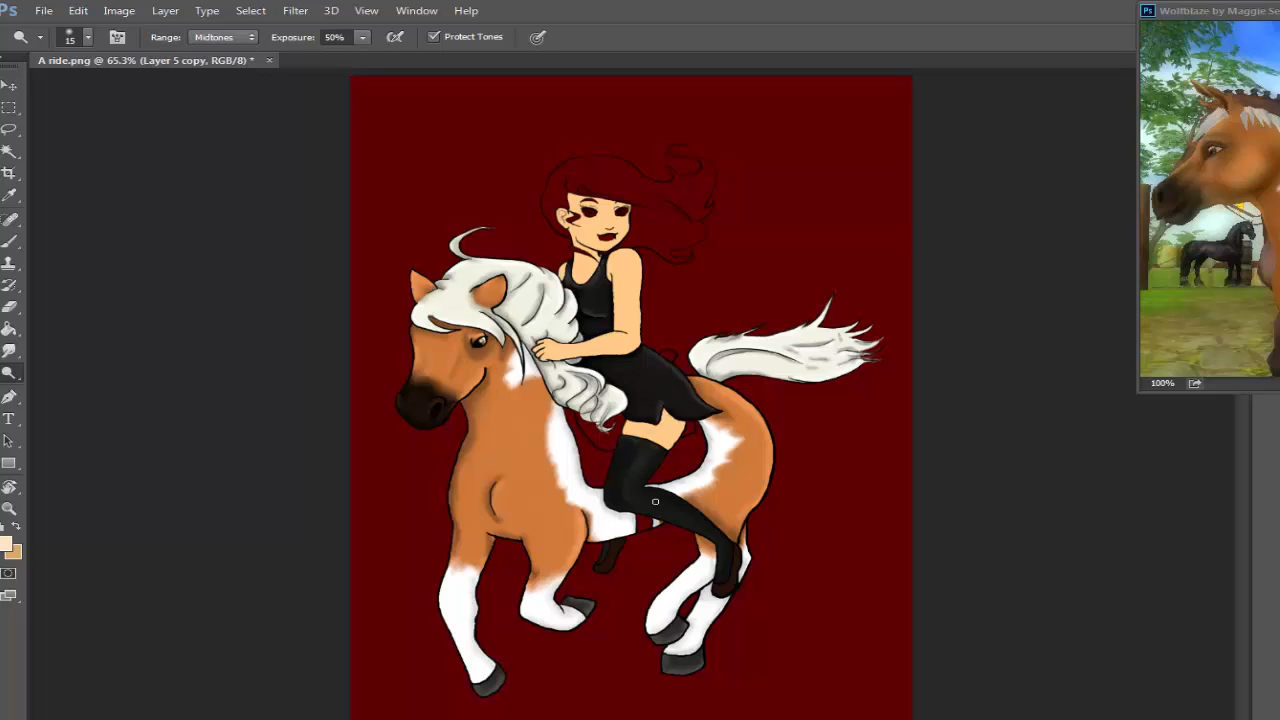 Ps File Edit Image Layer Type Select Filter 3D View Window Help
Ps Wolfblaze by Maggie Se
15 Range: Midtones Exposure: 50% Protect Tones
A ride.png @ 65.3% (Layer 5 copy, RGB/8) * ×
100%
T